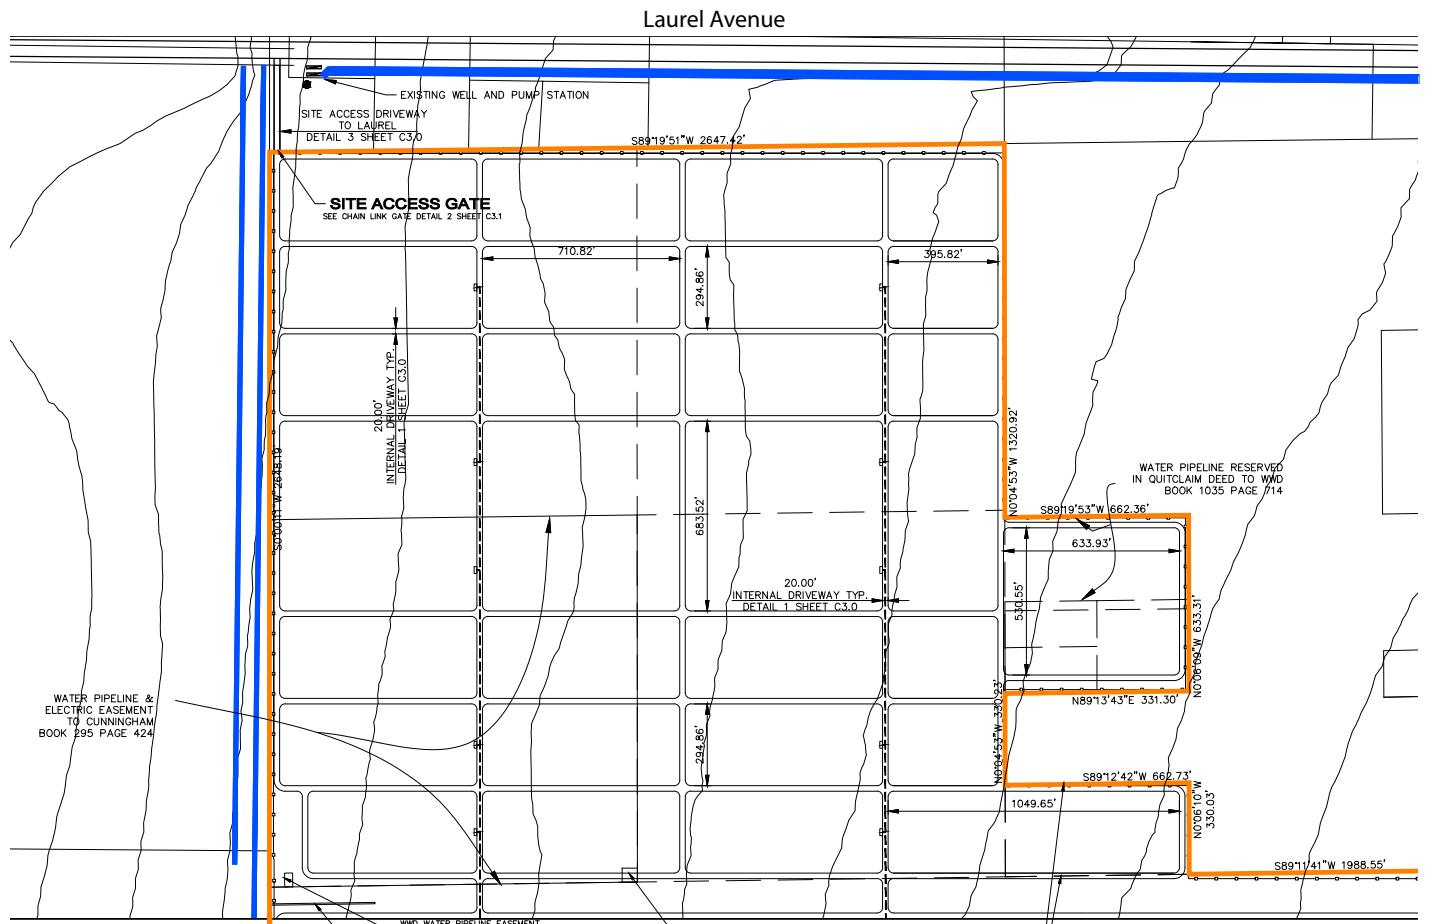 Laurel Avenue
EXISTING WELL AND PUMP STATION
SITE ACCESS DRIVEWAY
TO LAUREL
DETAIL 3 SHEET C3.0
S89°19'51"W 2647.42'
SITE ACCESS GATE
SEE CHAIN LINK GATE DETAIL 2 SHEET C3.1
710.82'
395.82'
294.86'
20.00'
INTERNAL DRIVEWAY TYP.
DETAIL 1 SHEET C3.0
S0°00'11"W 2648.19'
683.52'
N0°04'53"W 1320.92'
WATER PIPELINE RESERVED
IN QUITCLAIM DEED TO WWD
BOOK 1035 PAGE 714
S89°19'53"W 662.36'
633.93'
530.55'
20.00'
INTERNAL DRIVEWAY TYP.
DETAIL 1 SHEET C3.0
N0°06'09"W 633.31'
WATER PIPELINE &
ELECTRIC EASEMENT
TO CUNNINGHAM
BOOK 295 PAGE 424
N89°13'43"E 331.30'
294.86'
N0°04'53"W 330.23'
S89°12'42"W 662.73'
1049.65'
N0°06'10"W
330.03'
S89°11'41"W 1988.55'
WWD WATER PIPELINE EASEMENT